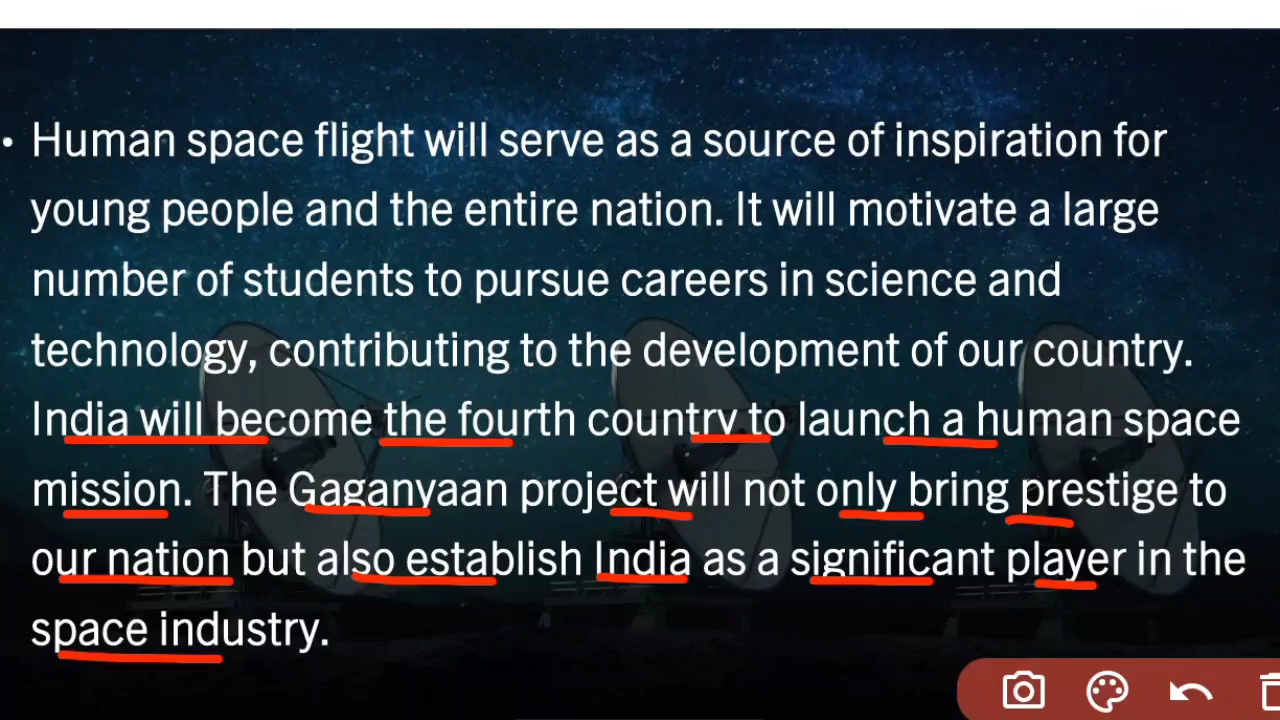 • Human space flight will serve as a source of inspiration for
young people and the entire nation. It will motivate a large
number of students to pursue careers in science and
technology, contributing to the development of our country.
India will become the fourth country to launch a human space
mission. The Gaganyaan project will not only bring prestige to
our nation but also establish India as a significant player in the
space industry.